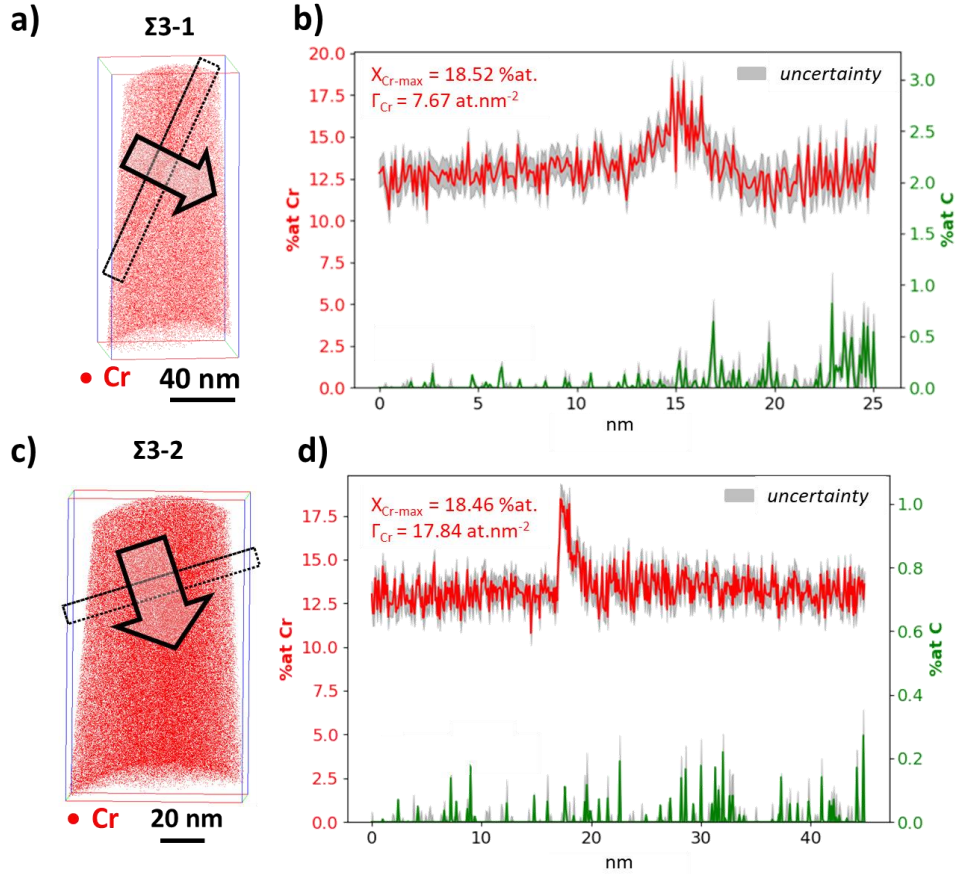 a)
Σ3-1
• Cr
40 nm
b)
X_Cr-max = 18.52 %at.
Γ_Cr = 7.67 at.nm⁻²
uncertainty
%at Cr
20.0
17.5
15.0
12.5
10.0
7.5
5.0
2.5
0.0
0 5 10 15 20 25
nm
3.0
2.5
2.0
1.5
1.0
0.5
0.0
%at C
c)
Σ3-2
• Cr
20 nm
d)
X_Cr-max = 18.46 %at.
Γ_Cr = 17.84 at.nm⁻²
uncertainty
%at Cr
17.5
15.0
12.5
10.0
7.5
5.0
2.5
0.0
0 10 20 30 40
nm
1.0
0.8
0.6
0.4
0.2
0.0
%at C